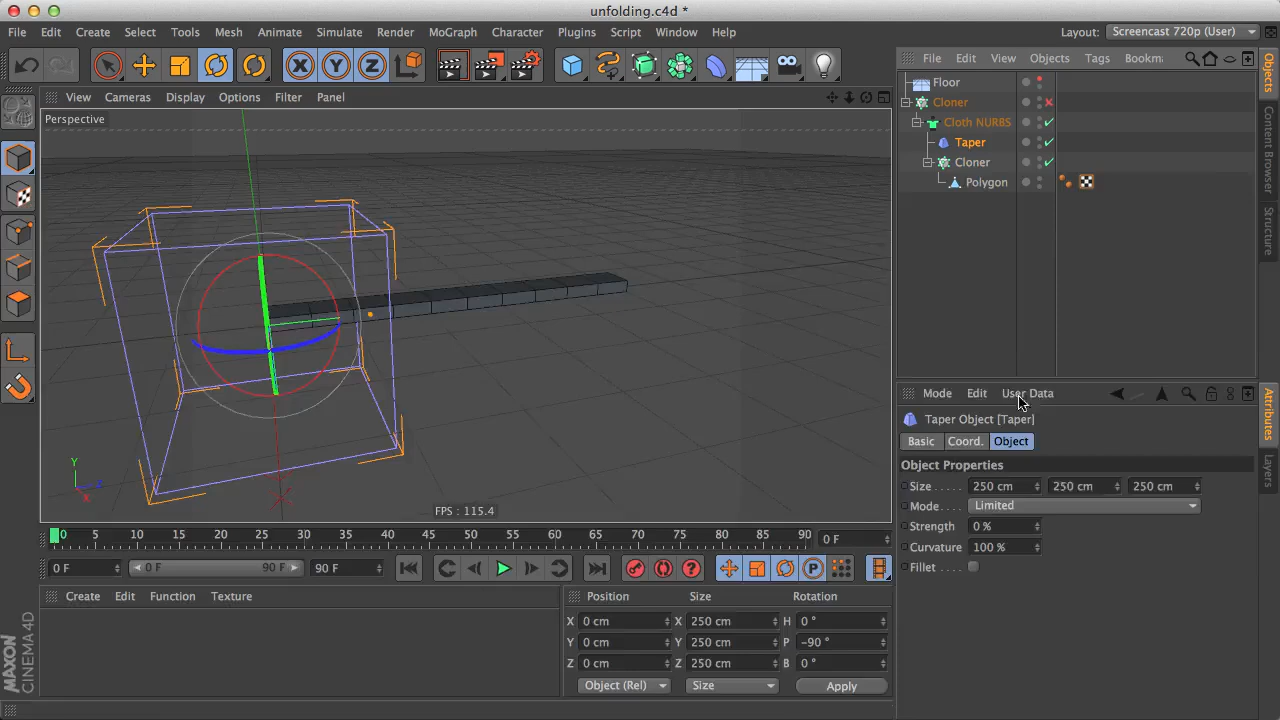 unfolding.c4d *
File Edit Create Select Tools Mesh Animate Simulate Render MoGraph Character Plugins Script Window Help Layout: Screencast 720p (User)
X Y Z
File Edit View Objects Tags Bookm
View Cameras Display Options Filter Panel
Perspective
Floor
Cloner
Cloth NURBS
Taper
Cloner
Polygon
Objects
Content Browser
Structure
Mode Edit User Data
Taper Object [Taper]
Basic Coord. Object
Object Properties
Size 250 cm 250 cm 250 cm
Mode Limited
Strength 0 %
Curvature 100 %
Fillet
Attributes
Layers
Y
Z
X
FPS : 115.4
0 5 10 15 20 25 30 35 40 45 50 55 60 65 70 75 80 85 90 0 F
0 F 0 F 90 F 90 F
P
Create Edit Function Texture
Position Size Rotation
X 0 cm X 250 cm H 0 °
Y 0 cm Y 250 cm P -90 °
Z 0 cm Z 250 cm B 0 °
Object (Rel) Size Apply
MAXON
CINEMA 4D